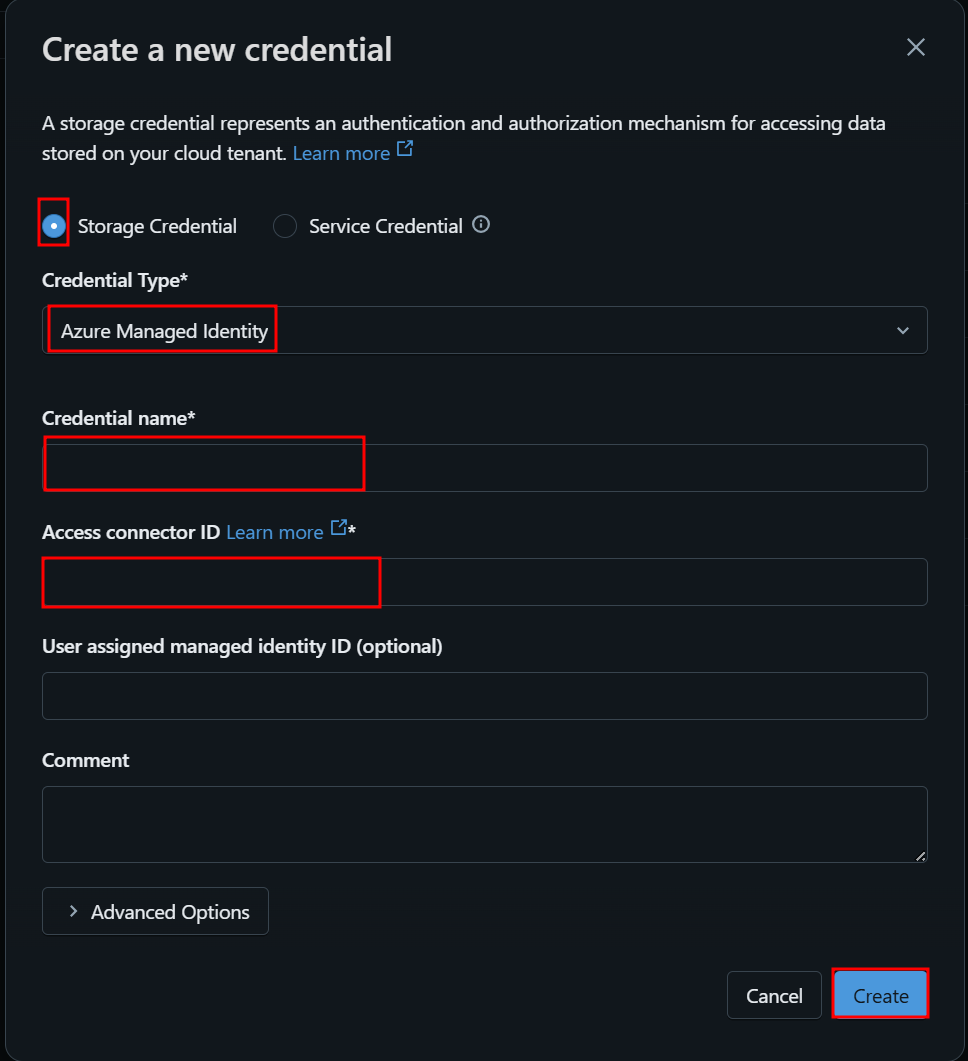 Create a new credential
A storage credential represents an authentication and authorization mechanism for accessing data
stored on your cloud tenant. Learn more
Storage Credential Service Credential
Credential Type*
Azure Managed Identity
Credential name*
Access connector ID Learn more *
User assigned managed identity ID (optional)
Comment
Advanced Options
Cancel Create